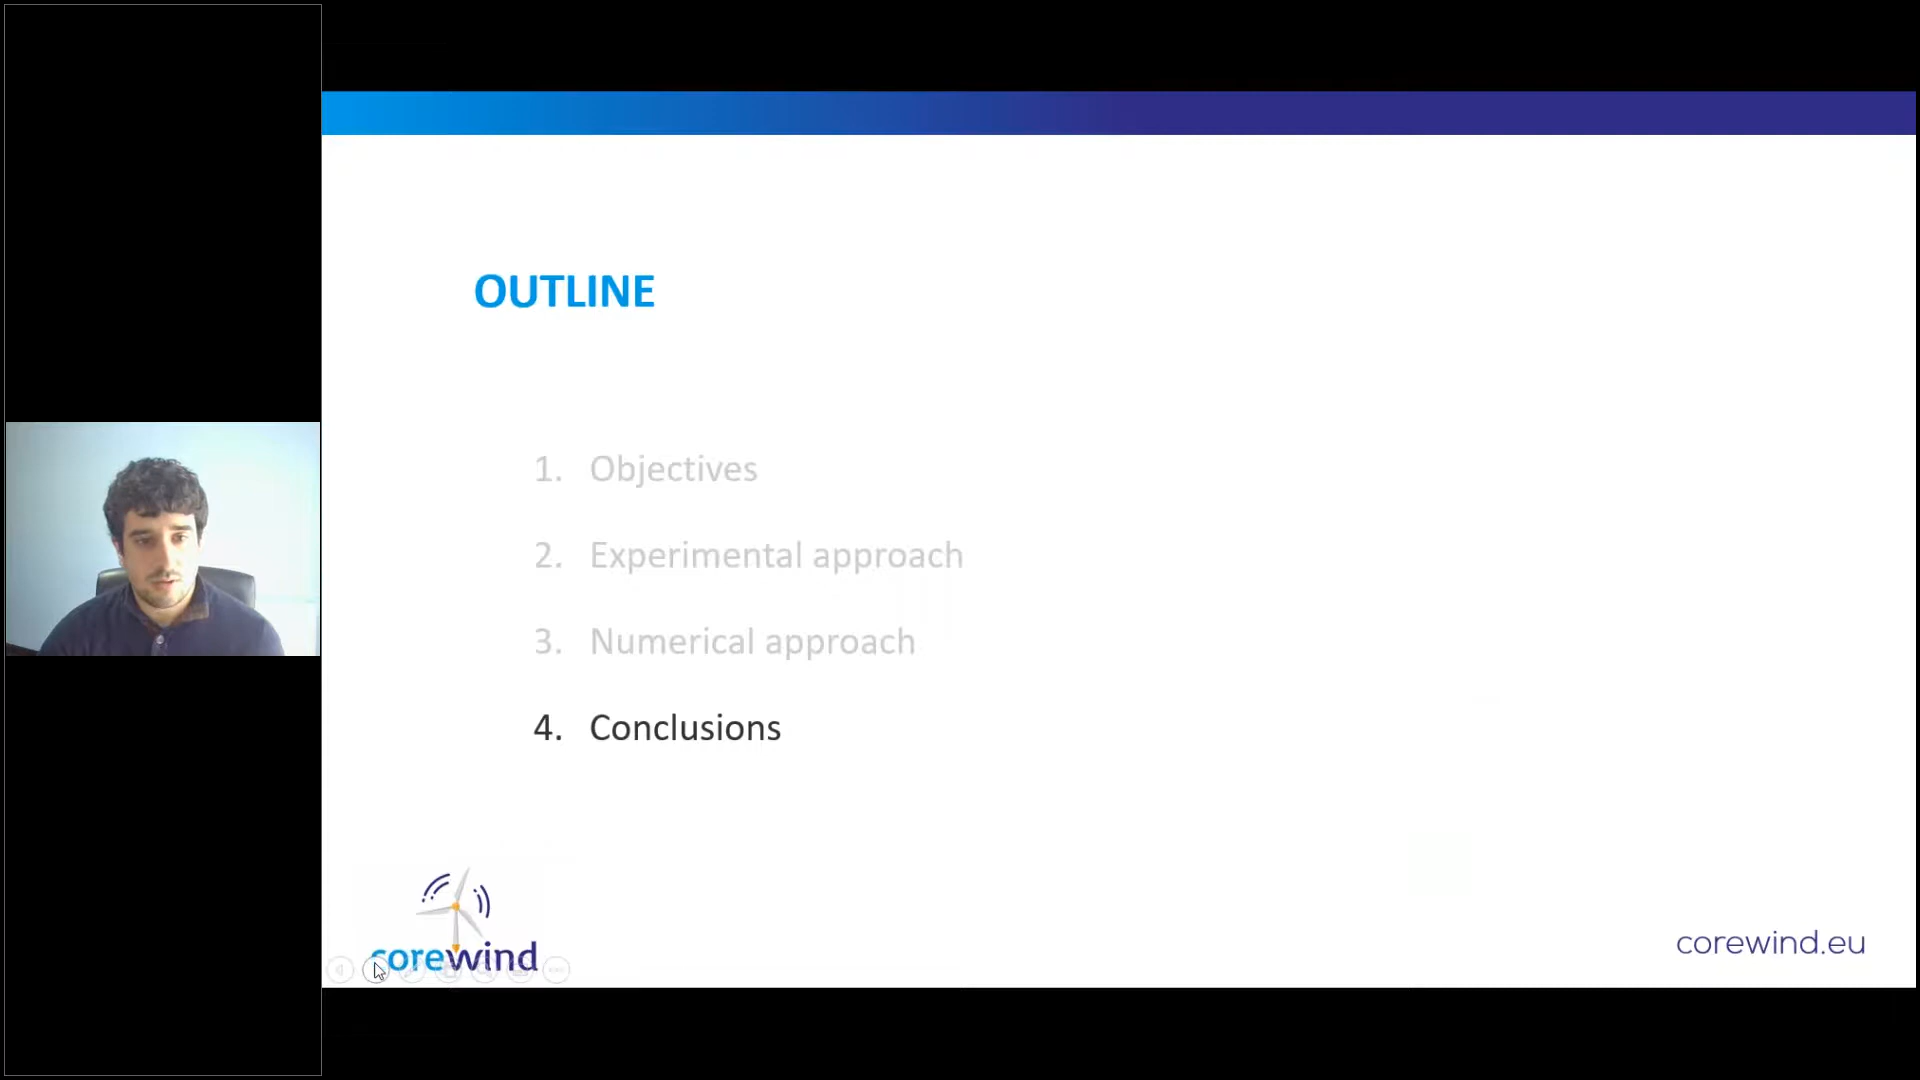 OUTLINE
1. Objectives
2. Experimental approach
3. Numerical approach
4. Conclusions
corewind
corewind.eu